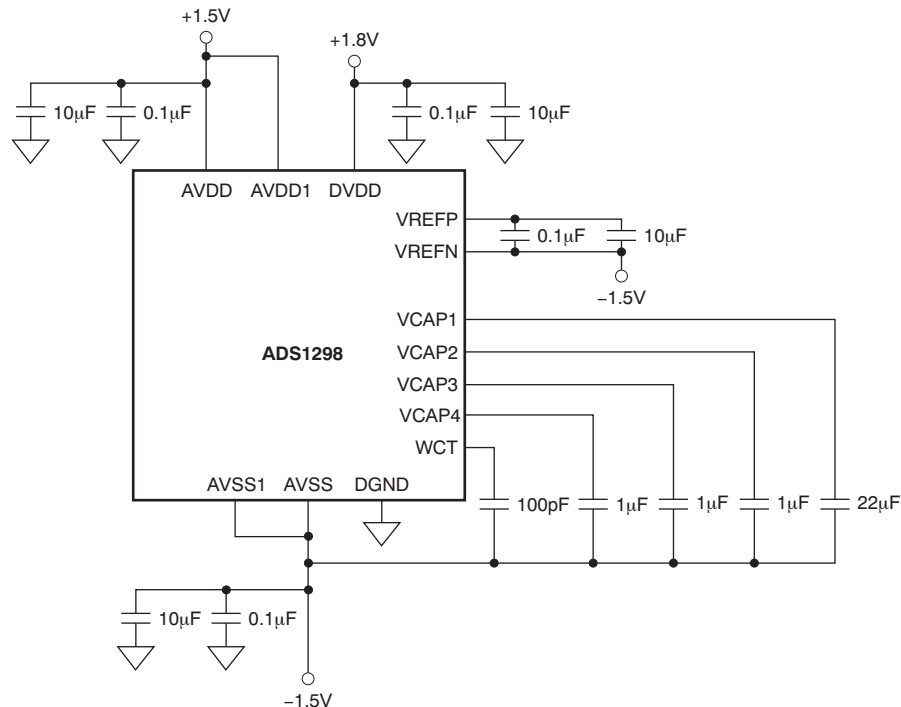 +1.5V
+1.8V
10µF
0.1µF
0.1µF
10µF
AVDD
AVDD1
DVDD
VREFP
0.1µF
10µF
VREFN
−1.5V
VCAP1
ADS1298
VCAP2
VCAP3
VCAP4
WCT
AVSS1
AVSS
DGND
100pF
1µF
1µF
1µF
22µF
10µF
0.1µF
−1.5V